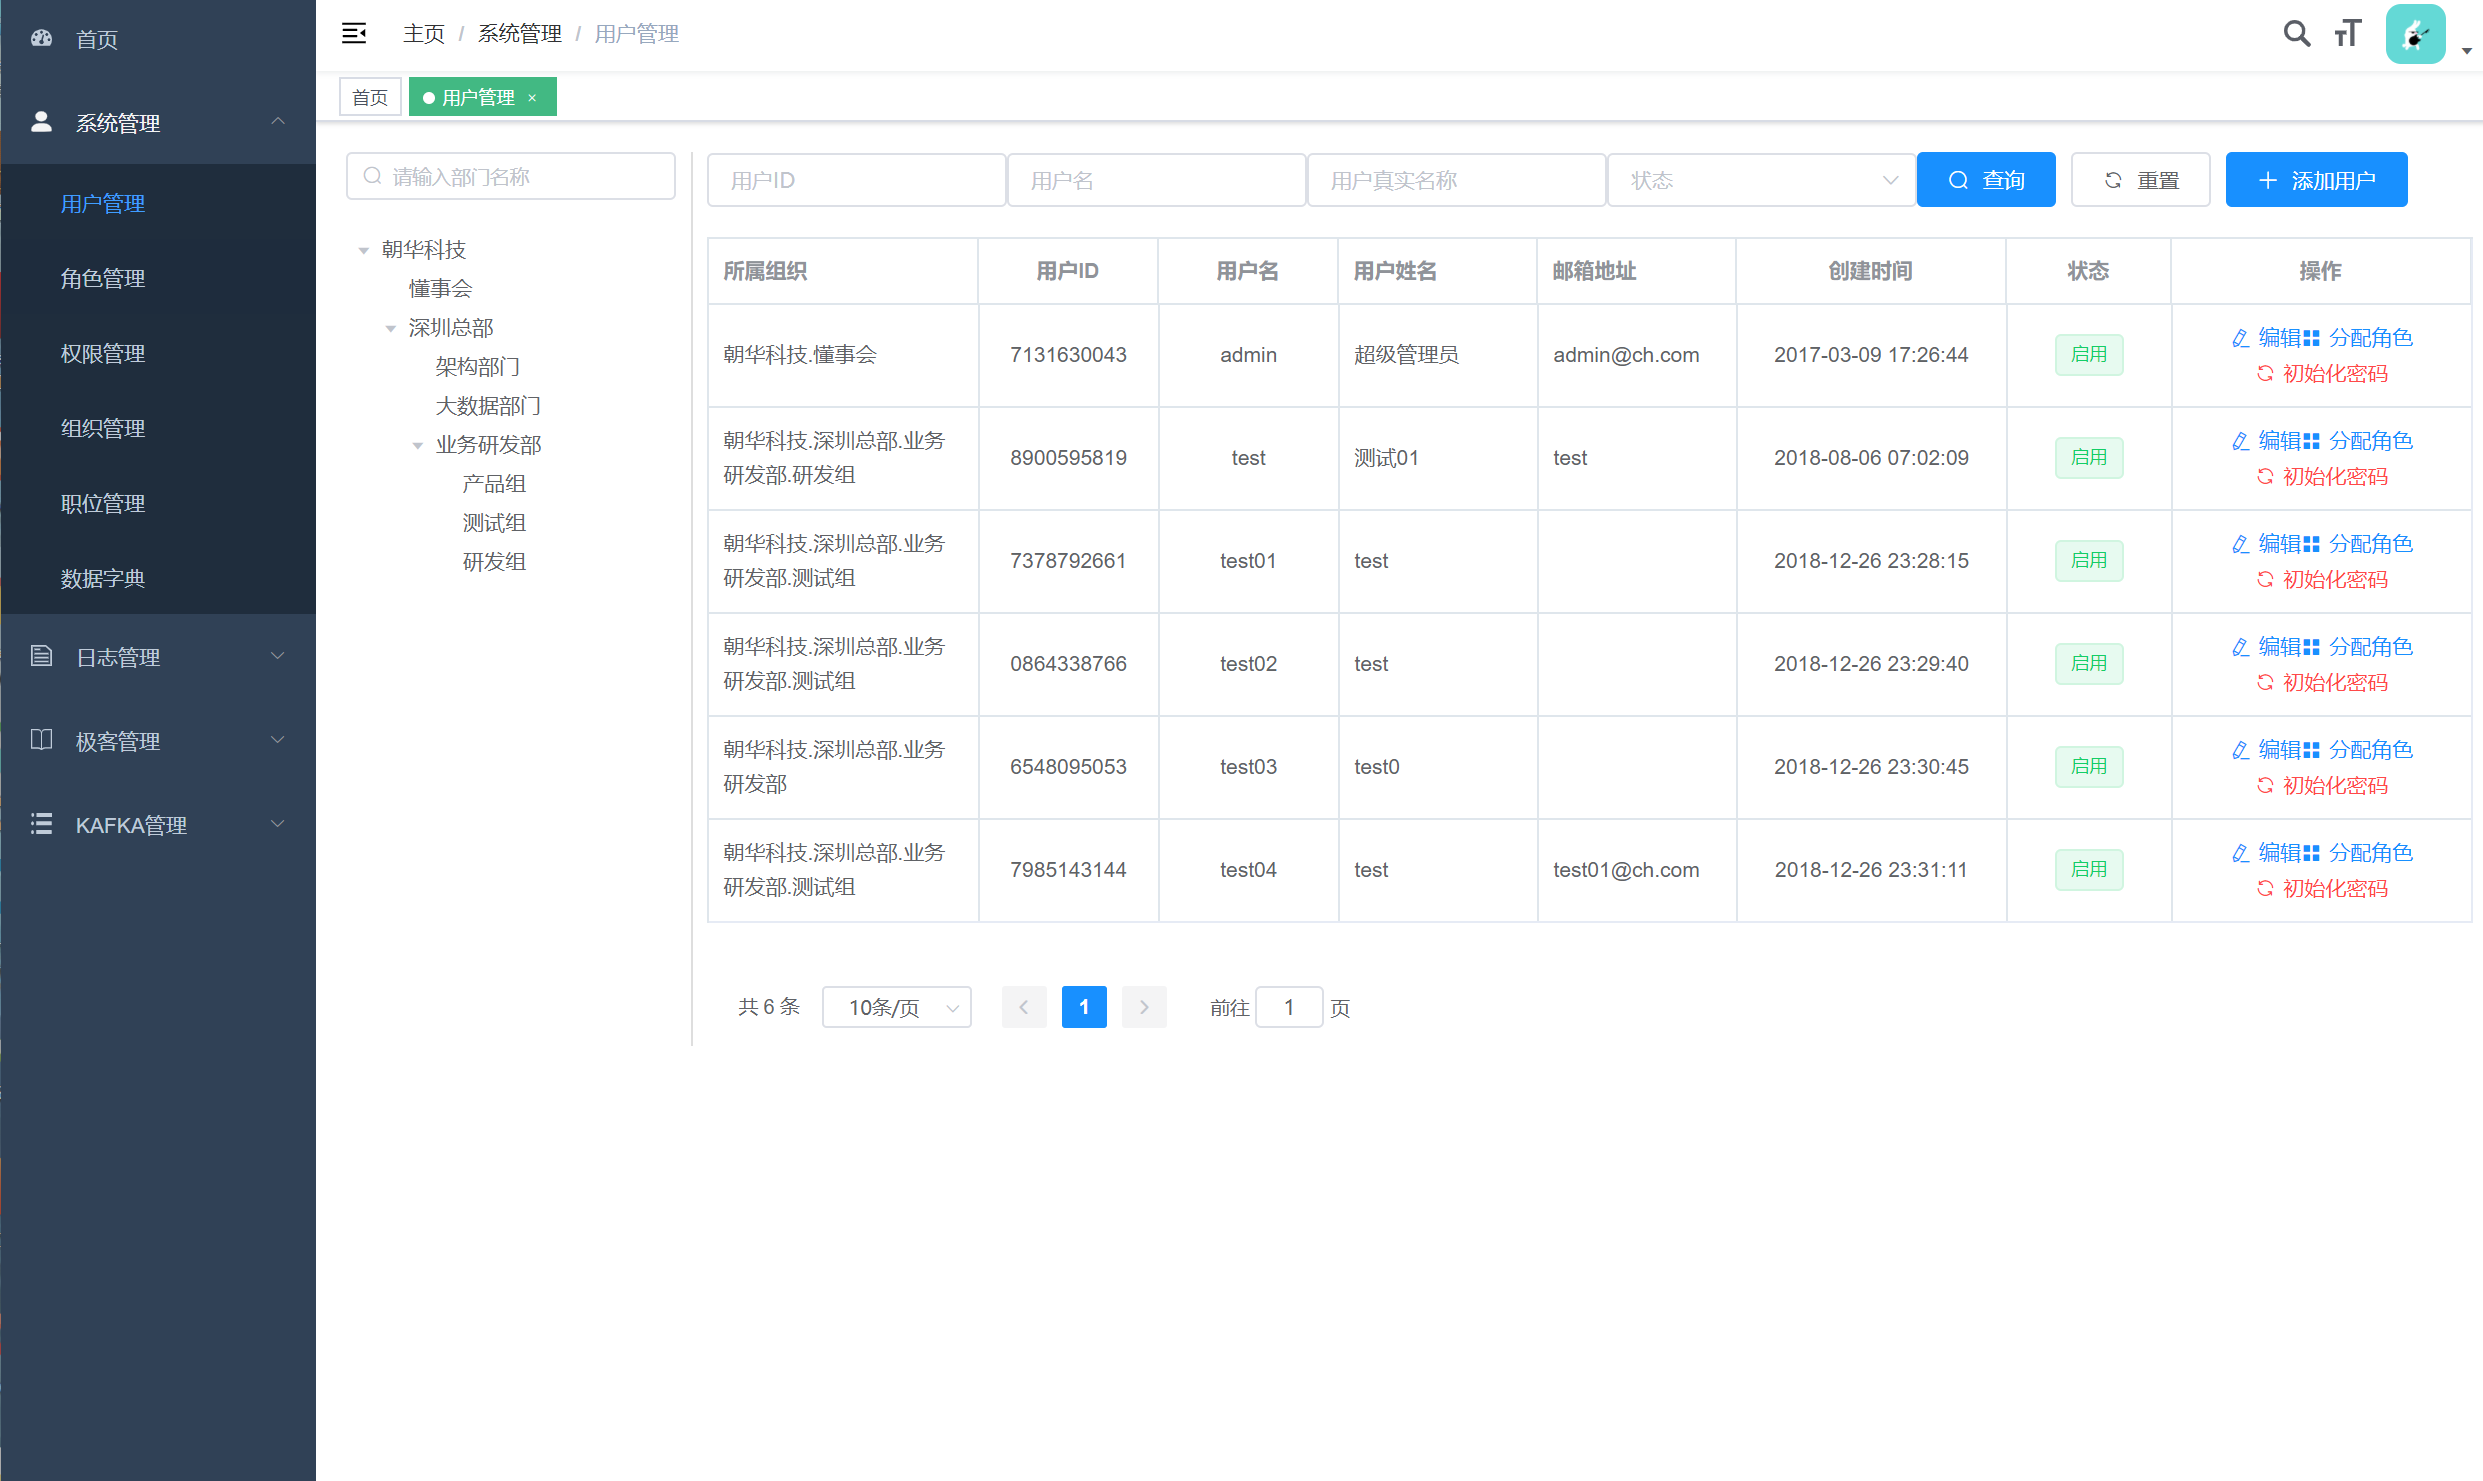 首页
系统管理
用户管理
角色管理
权限管理
组织管理
职位管理
数据字典
日志管理
极客管理
KAFKA管理
主页 / 系统管理 / 用户管理
首页 用户管理 ×
请输入部门名称
朝华科技
懂事会
深圳总部
架构部门
大数据部门
业务研发部
产品组
测试组
研发组
用户ID 用户名 用户真实名称 状态 查询 重置 添加用户
所属组织 用户ID 用户名 用户姓名 邮箱地址 创建时间 状态 操作
朝华科技.懂事会 7131630043 admin 超级管理员 admin@ch.com 2017-03-09 17:26:44 启用 编辑 分配角色
初始化密码
朝华科技.深圳总部.业务
研发部.研发组 8900595819 test 测试01 test 2018-08-06 07:02:09 启用 编辑 分配角色
初始化密码
朝华科技.深圳总部.业务
研发部.测试组 7378792661 test01 test 2018-12-26 23:28:15 启用 编辑 分配角色
初始化密码
朝华科技.深圳总部.业务
研发部.测试组 0864338766 test02 test 2018-12-26 23:29:40 启用 编辑 分配角色
初始化密码
朝华科技.深圳总部.业务
研发部 6548095053 test03 test0 2018-12-26 23:30:45 启用 编辑 分配角色
初始化密码
朝华科技.深圳总部.业务
研发部.测试组 7985143144 test04 test test01@ch.com 2018-12-26 23:31:11 启用 编辑 分配角色
初始化密码
共 6 条 10条/页 1 前往 1 页